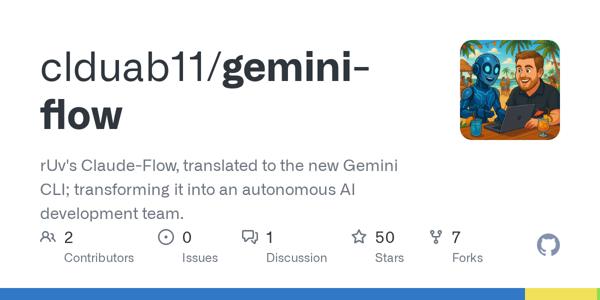 clduab11/gemini-
flow
rUv's Claude-Flow, translated to the new Gemini
CLI; transforming it into an autonomous AI
development team.
2 0 1 50 7
Contributors Issues Discussion Stars Forks